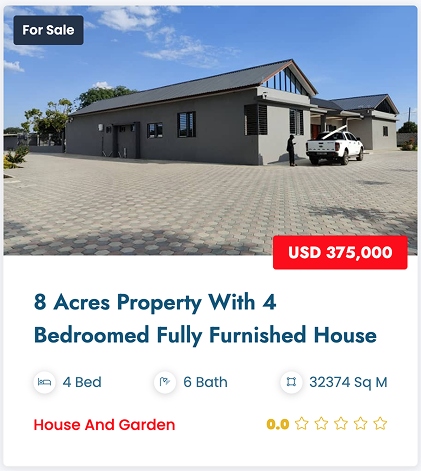 For Sale
USD 375,000
8 Acres Property With 4
Bedroomed Fully Furnished House
4 Bed
6 Bath
32374 Sq M
House And Garden
0.0